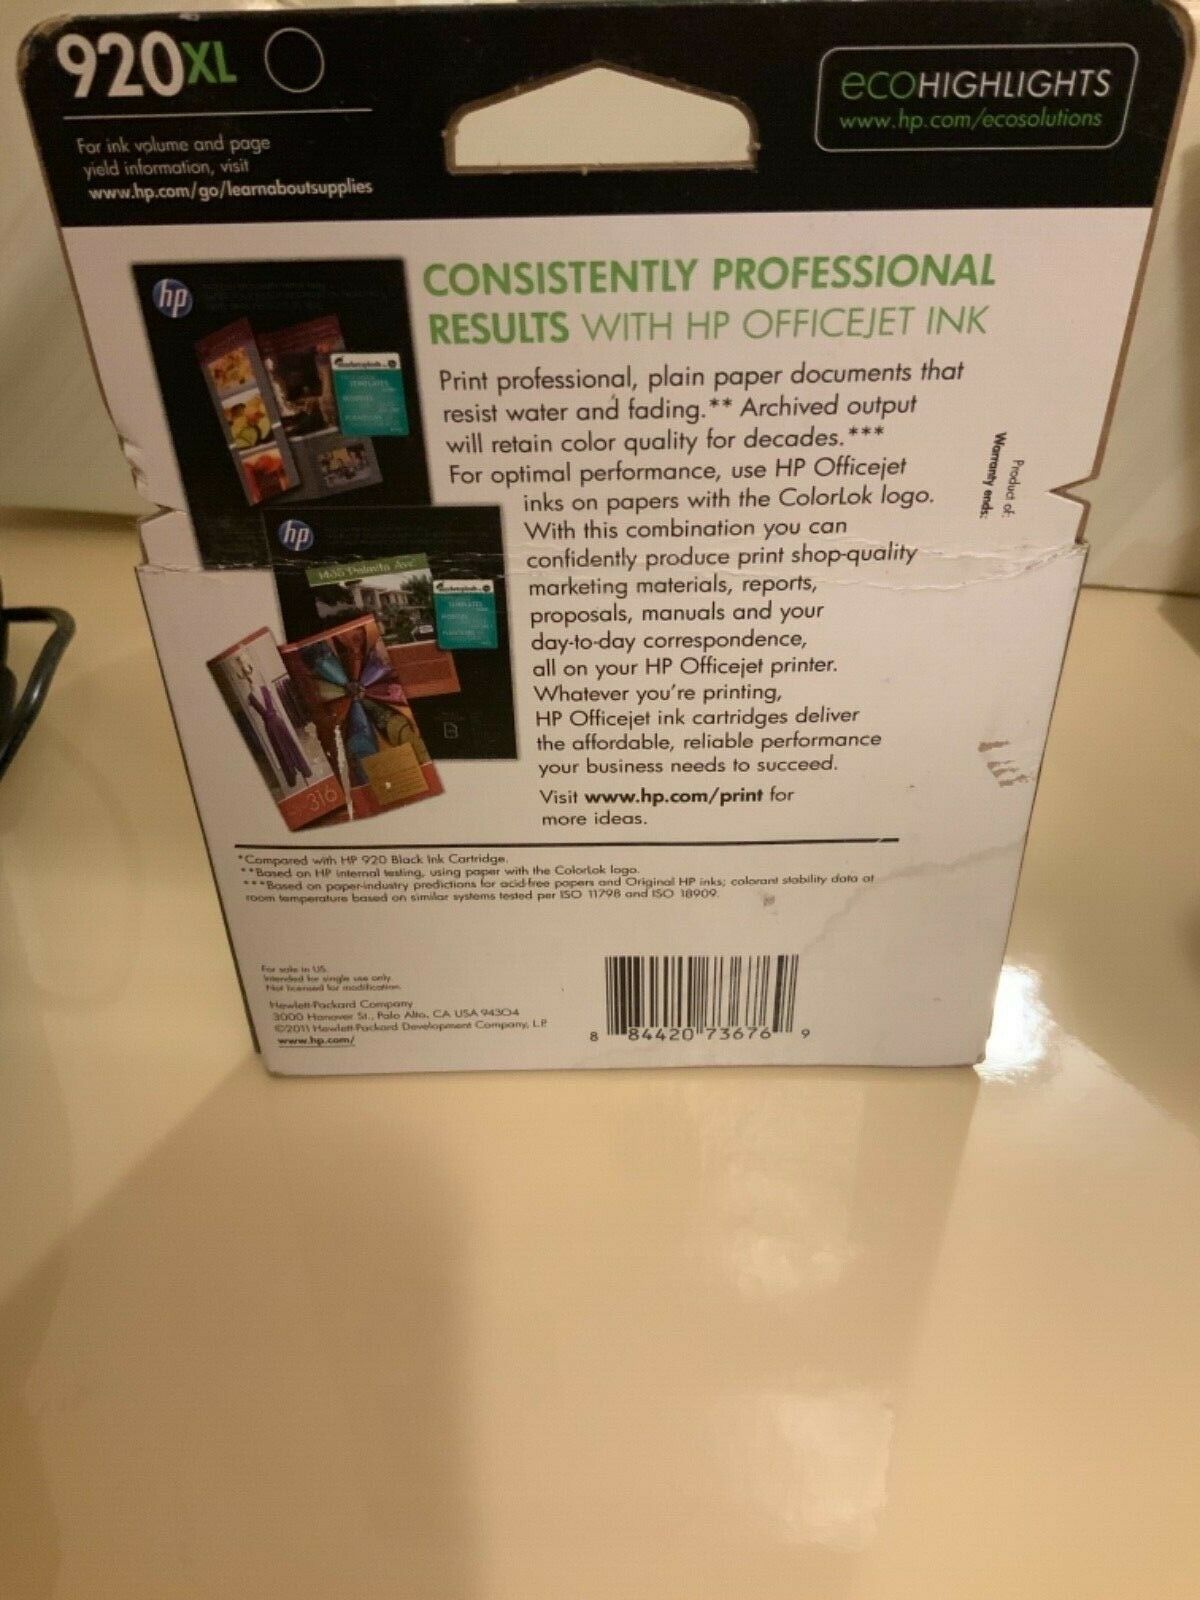 920XL
For ink volume and page
yield information, visit
www.hp.com/go/learnaboutsupplies
ecoHIGHLIGHTS
www.hp.com/ecosolutions
hp
hp
1486 Palmito Ave
TEMPLATES
TEMPLATES
316
CONSISTENTLY PROFESSIONAL
RESULTS WITH HP OFFICEJET INK
Print professional, plain paper documents that
resist water and fading.** Archived output
will retain color quality for decades.***
For optimal performance, use HP Officejet
inks on papers with the ColorLok logo.
With this combination you can
confidently produce print shop-quality
marketing materials, reports,
proposals, manuals and your
day-to-day correspondence,
all on your HP Officejet printer.
Whatever you're printing,
HP Officejet ink cartridges deliver
the affordable, reliable performance
your business needs to succeed.
Visit www.hp.com/print for
more ideas.
Product of:
Warranty ends:
*Compared with HP 920 Black Ink Cartridge.
**Based on HP internal testing, using paper with the ColorLok logo.
***Based on paper-industry predictions for acid-free papers and Original HP inks; colorant stability data at
room temperature based on similar systems tested per ISO 11798 and ISO 18909.
For sale in US.
Intended for single use only.
Not licensed for modification.
Hewlett-Packard Company
3000 Hanover St., Palo Alto, CA USA 94304
©2011 Hewlett-Packard Development Company, L.P.
www.hp.com/
8 84420 73676 9